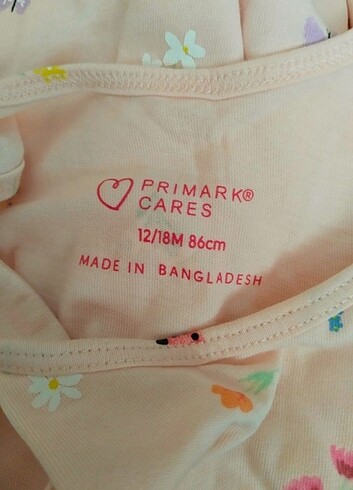 PRIMARK®
CARES
12/18M 86cm
MADE IN BANGLADESH